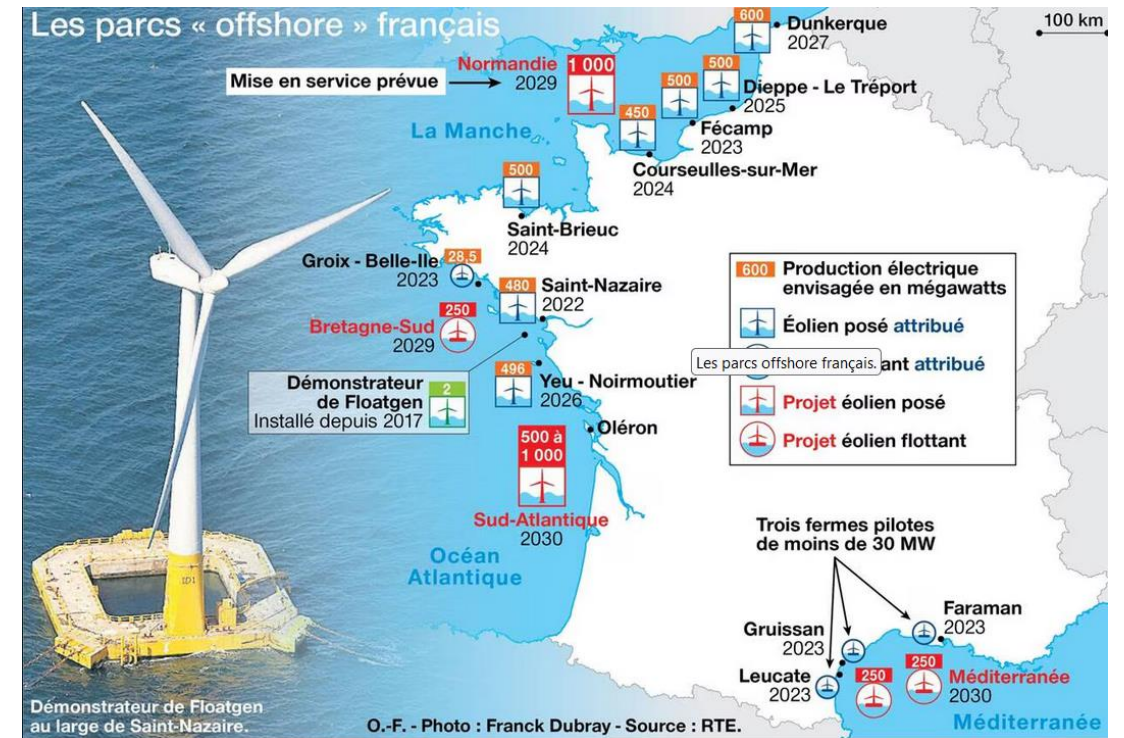 Les parcs « offshore » français
100 km
600
Dunkerque
2027
Normandie
2029
1 000
Mise en service prévue
500
Dieppe - Le Tréport
2025
500
Fécamp
2023
450
Courseulles-sur-Mer
2024
La Manche
500
Saint-Brieuc
2024
Groix - Belle-Ile
2023
28,5
480
Saint-Nazaire
2022
Bretagne-Sud
2029
250
Démonstrateur
de Floatgen
Installé depuis 2017
2
496
Yeu - Noirmoutier
2026
Oléron
500 à
1 000
Sud-Atlantique
2030
Océan
Atlantique
600
Production électrique
envisagée en mégawatts
Éolien posé attribué
Les parcs offshore français.
ant attribué
Projet éolien posé
Projet éolien flottant
Trois fermes pilotes
de moins de 30 MW
Faraman
2023
Gruissan
2023
Leucate
2023
250
250
Méditerranée
2030
Méditerranée
1D1
Démonstrateur de Floatgen
au large de Saint-Nazaire.
O.-F. - Photo : Franck Dubray - Source : RTE.